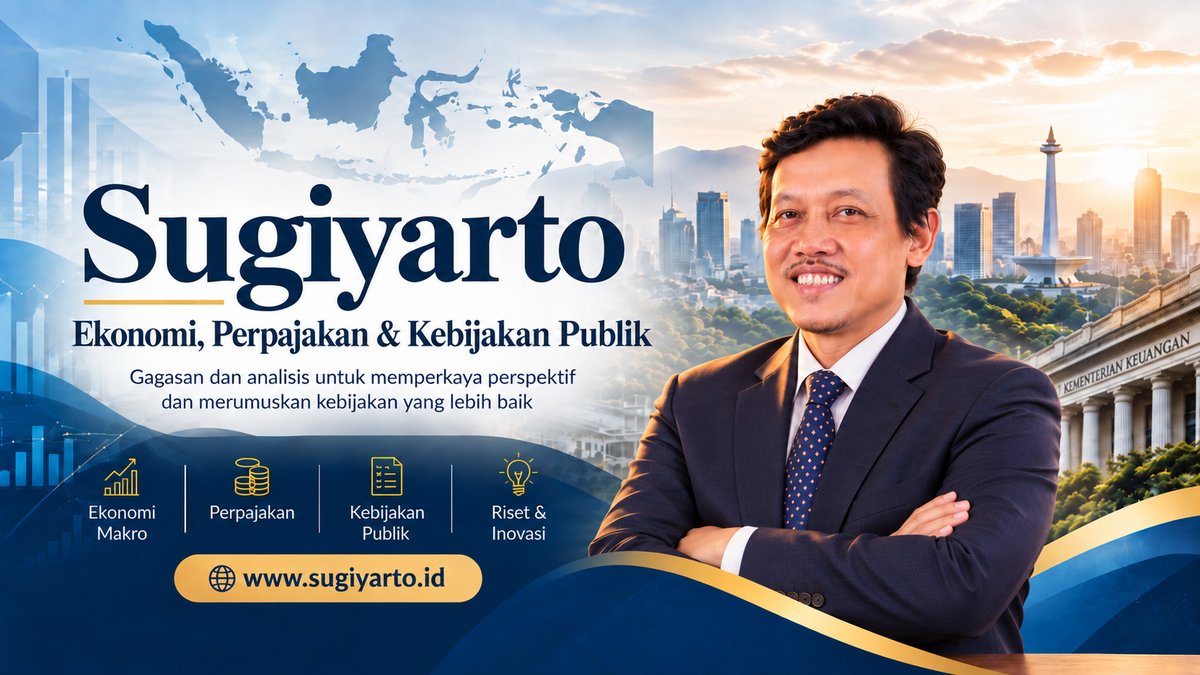 Sugiyarto
Ekonomi, Perpajakan & Kebijakan Publik
Gagasan dan analisis untuk memperkaya perspektif
dan merumuskan kebijakan yang lebih baik
Ekonomi
Makro
Perpajakan
Kebijakan
Publik
Riset &
Inovasi
www.sugiyarto.id
KEMENTERIAN KEUANGAN